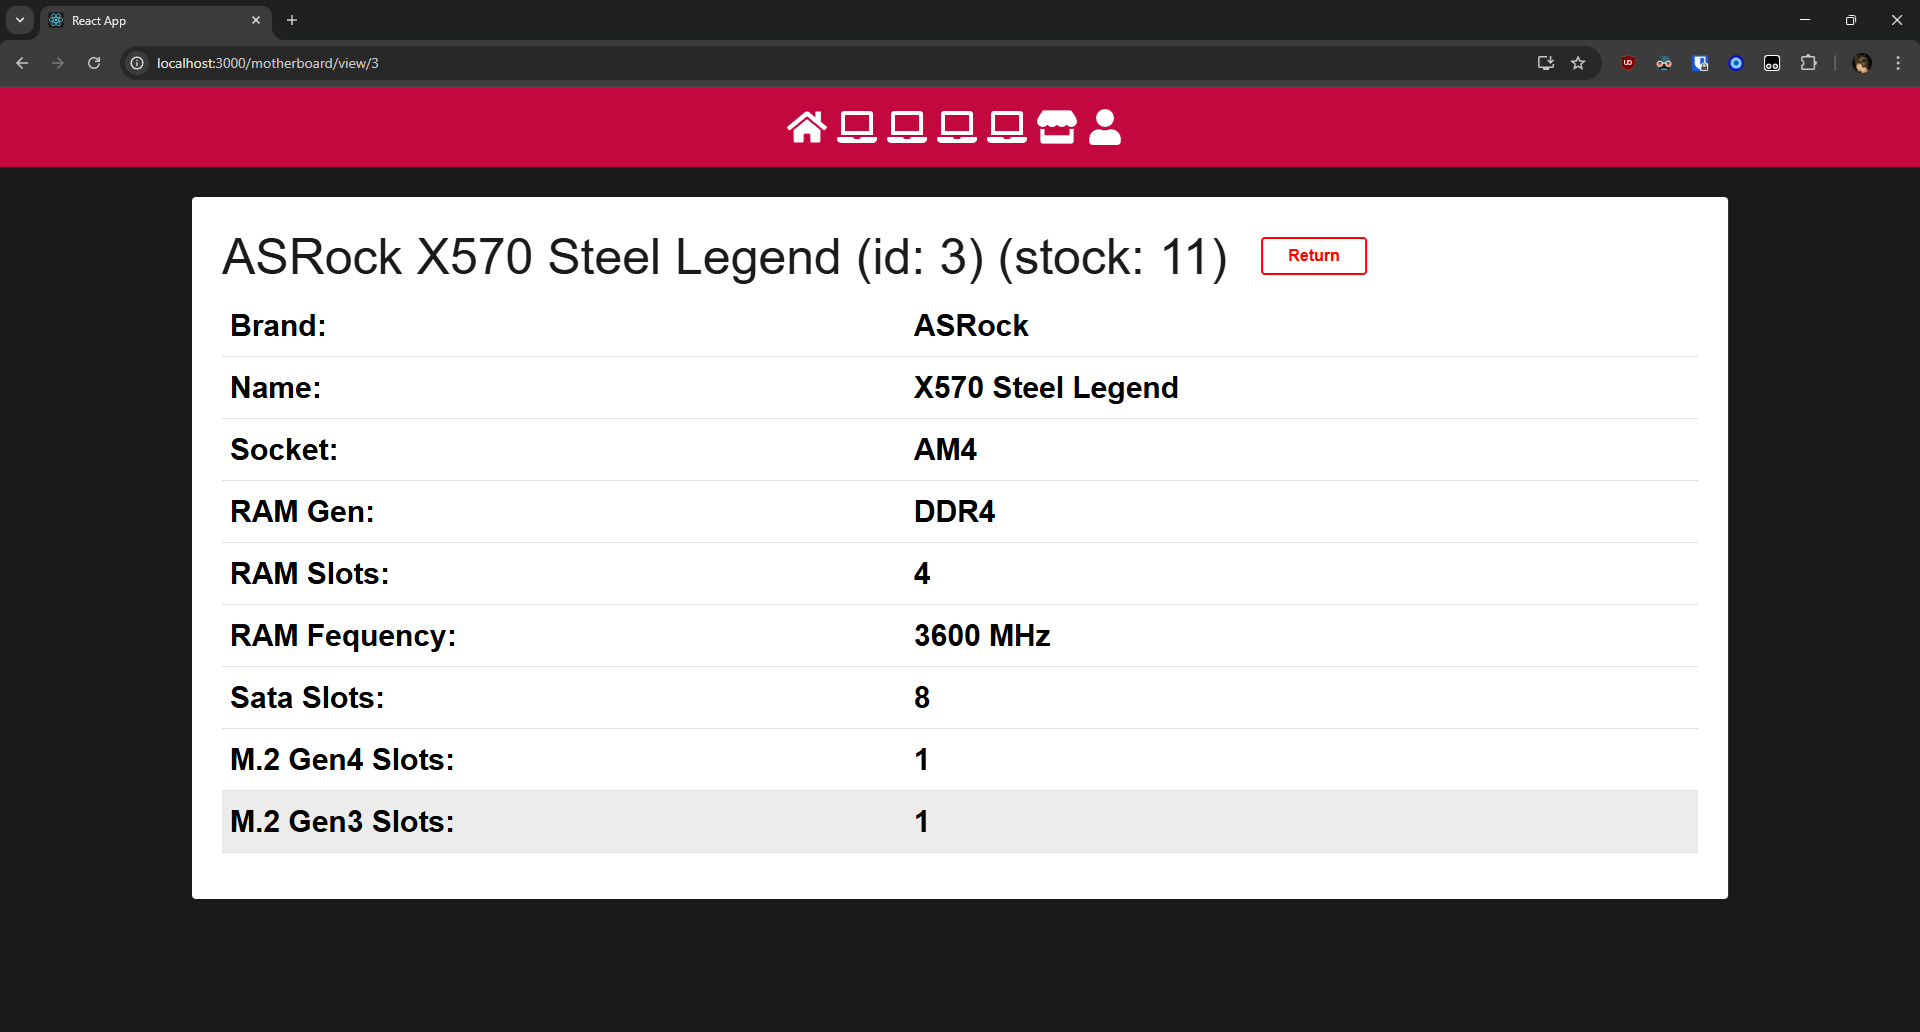 React App
localhost:3000/motherboard/view/3
ASRock X570 Steel Legend (id: 3) (stock: 11) Return
Brand: ASRock
Name: X570 Steel Legend
Socket: AM4
RAM Gen: DDR4
RAM Slots: 4
RAM Fequency: 3600 MHz
Sata Slots: 8
M.2 Gen4 Slots: 1
M.2 Gen3 Slots: 1